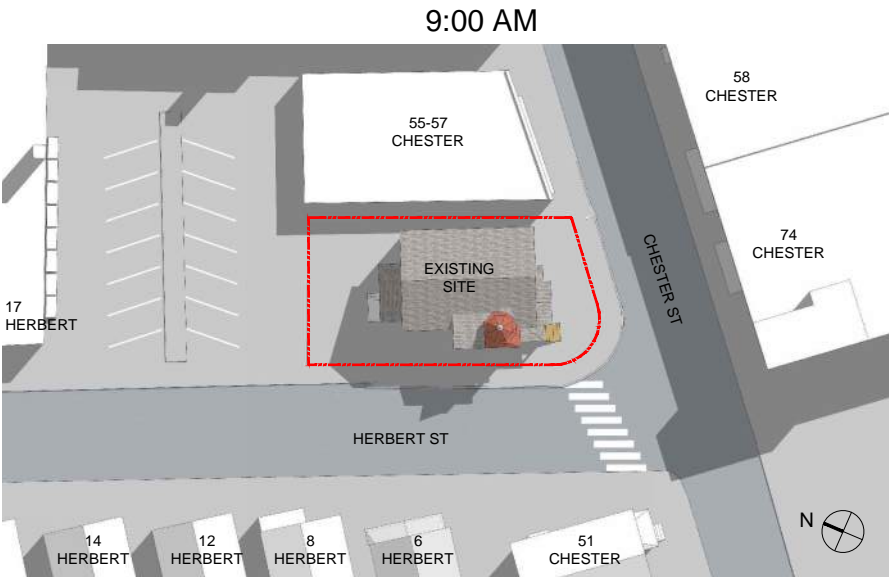 9:00 AM
58
CHESTER
55-57
CHESTER
74
CHESTER
CHESTER ST
EXISTING
SITE
17
HERBERT
HERBERT ST
N
14
HERBERT
12
HERBERT
8
HERBERT
6
HERBERT
51
CHESTER